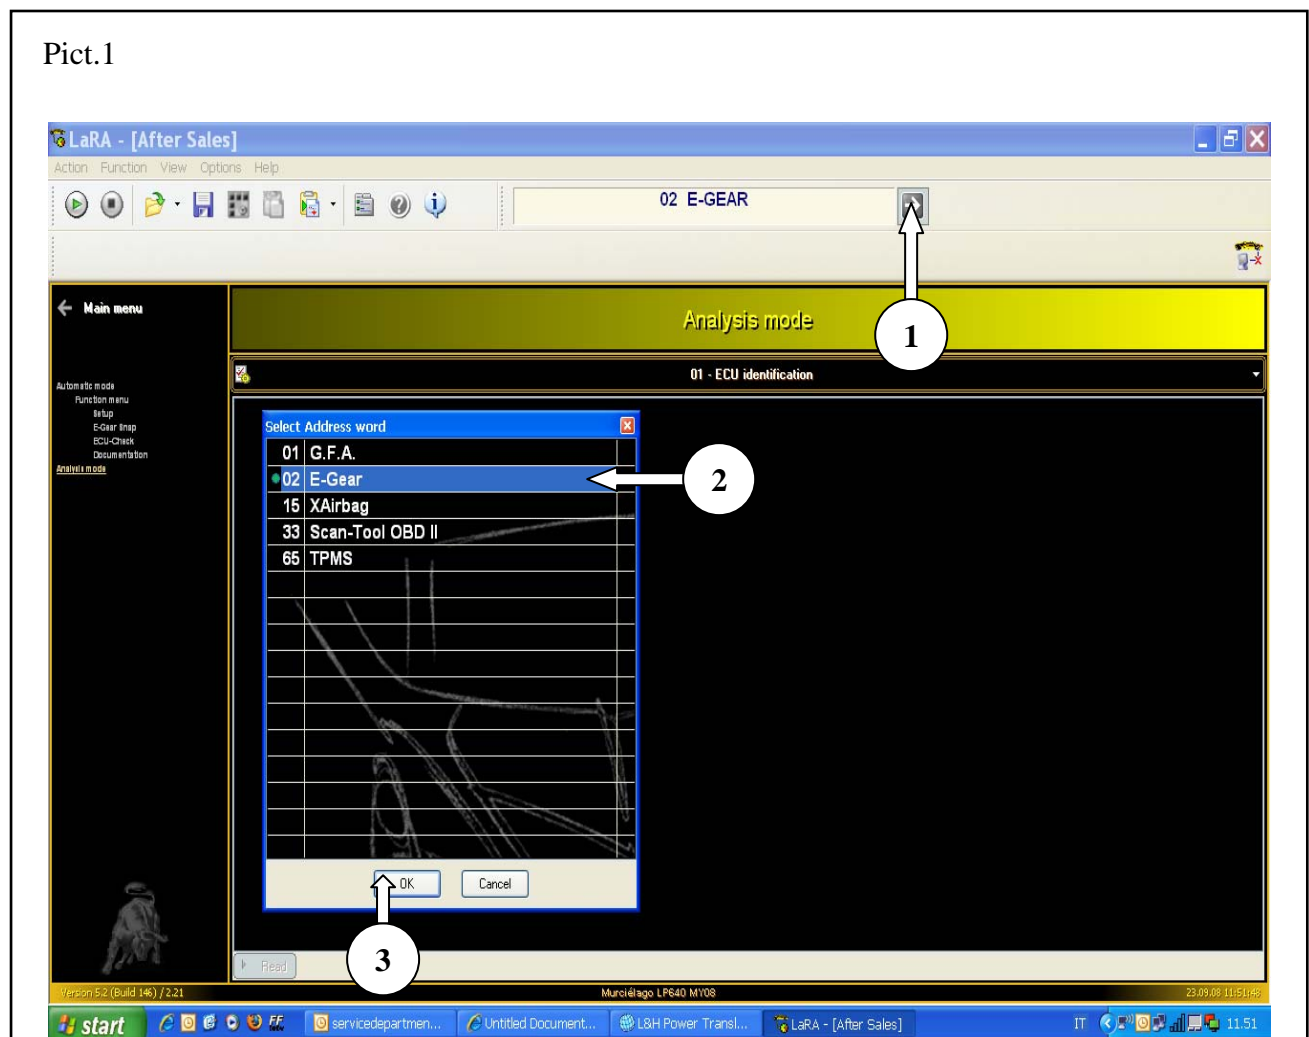 Pict.1
LaRA - [After Sales]
Action Function View Options Help
02 E-GEAR
Main menu
Analysis mode
1
01 - ECU identification
Automatic mode
Function menu
Setup
E-Gear Snap
ECU-Check
Documentation
Analysis mode
Select Address word
01 G.F.A.
02 E-Gear
2
15 XAirbag
33 Scan-Tool OBD II
65 TPMS
OK Cancel
3
Read
Version 5.2 (Build 146) / 2.21 Murciélago LP640 MY08 23.09.08 11:51:48
start servicedepartmen... Untitled Document... L&H Power Transl... LaRA - [After Sales] IT 11.51